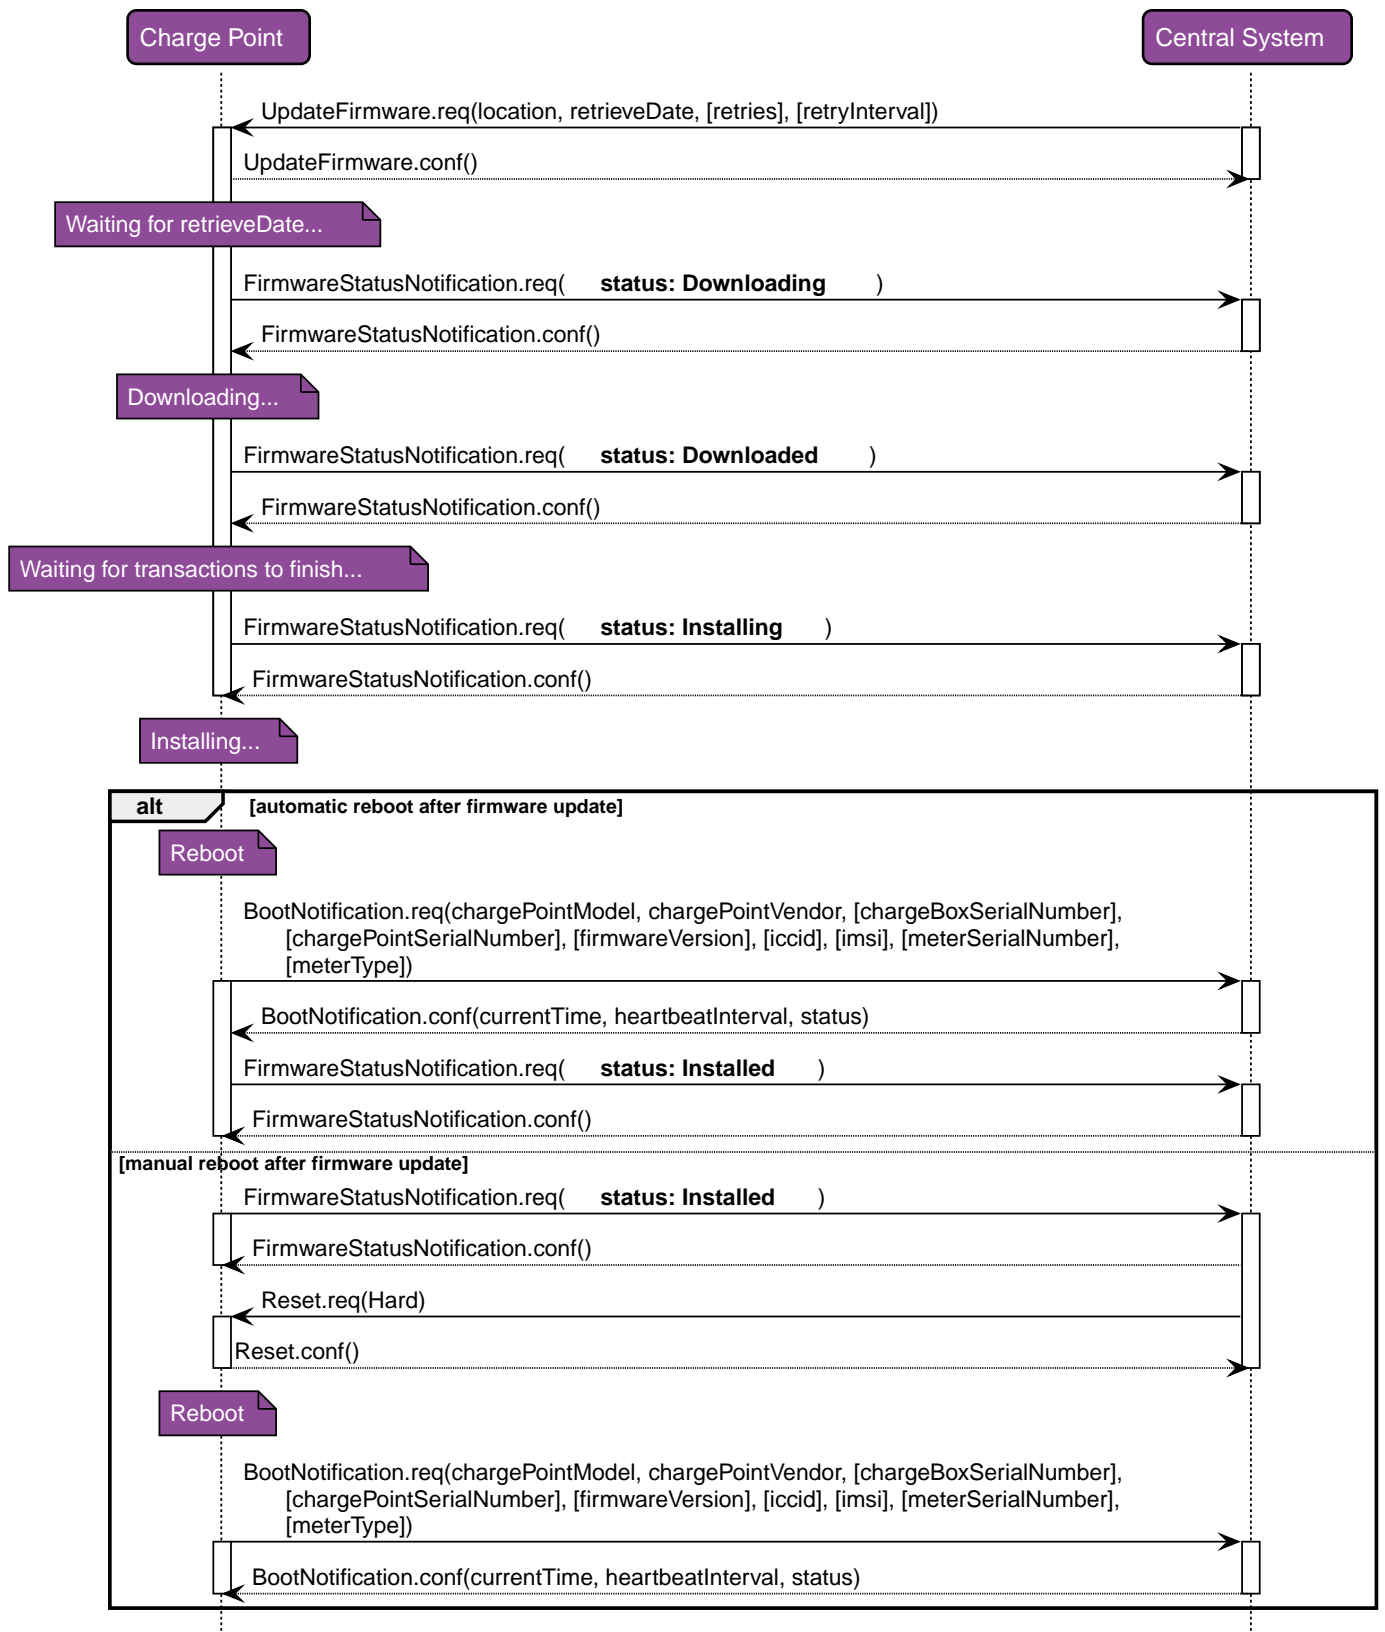 Charge Point
Central System
UpdateFirmware.req(location, retrieveDate, [retries], [retryInterval])
UpdateFirmware.conf()
Waiting for retrieveDate...
FirmwareStatusNotification.req( status: Downloading )
FirmwareStatusNotification.conf()
Downloading...
FirmwareStatusNotification.req( status: Downloaded )
FirmwareStatusNotification.conf()
Waiting for transactions to finish...
FirmwareStatusNotification.req( status: Installing )
FirmwareStatusNotification.conf()
Installing...
alt [automatic reboot after firmware update]
Reboot
BootNotification.req(chargePointModel, chargePointVendor, [chargeBoxSerialNumber],
[chargePointSerialNumber], [firmwareVersion], [iccid], [imsi], [meterSerialNumber],
[meterType])
BootNotification.conf(currentTime, heartbeatInterval, status)
FirmwareStatusNotification.req( status: Installed )
FirmwareStatusNotification.conf()
[manual reboot after firmware update]
FirmwareStatusNotification.req( status: Installed )
FirmwareStatusNotification.conf()
Reset.req(Hard)
Reset.conf()
Reboot
BootNotification.req(chargePointModel, chargePointVendor, [chargeBoxSerialNumber],
[chargePointSerialNumber], [firmwareVersion], [iccid], [imsi], [meterSerialNumber],
[meterType])
BootNotification.conf(currentTime, heartbeatInterval, status)